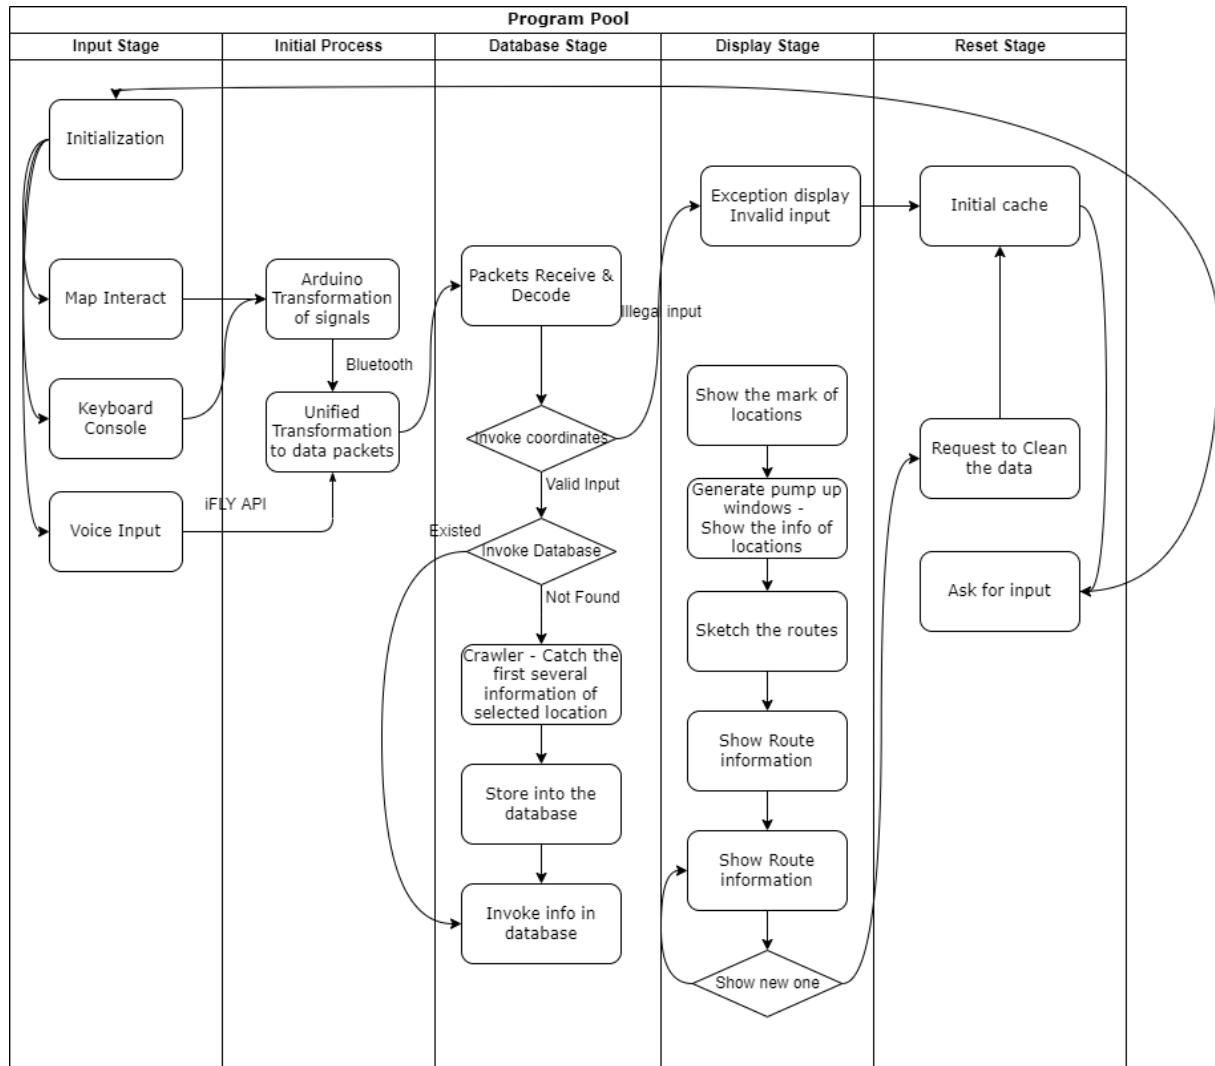 Program Pool
Input Stage
Initial Process
Database Stage
Display Stage
Reset Stage
Initialization
Map Interact
Keyboard
Console
Voice Input
iFLY API
Arduino
Transformation
of signals
Bluetooth
Unified
Transformation
to data packets
Packets Receive &
Decode
Illegal input
Invoke coordinates
Valid Input
Existed
Invoke Database
Not Found
Crawler - Catch the
first several
information of
selected location
Store into the
database
Invoke info in
database
Exception display
Invalid input
Show the mark of
locations
Generate pump up
windows -
Show the info of
locations
Sketch the routes
Show Route
information
Show Route
information
Show new one
Initial cache
Request to Clean
the data
Ask for input